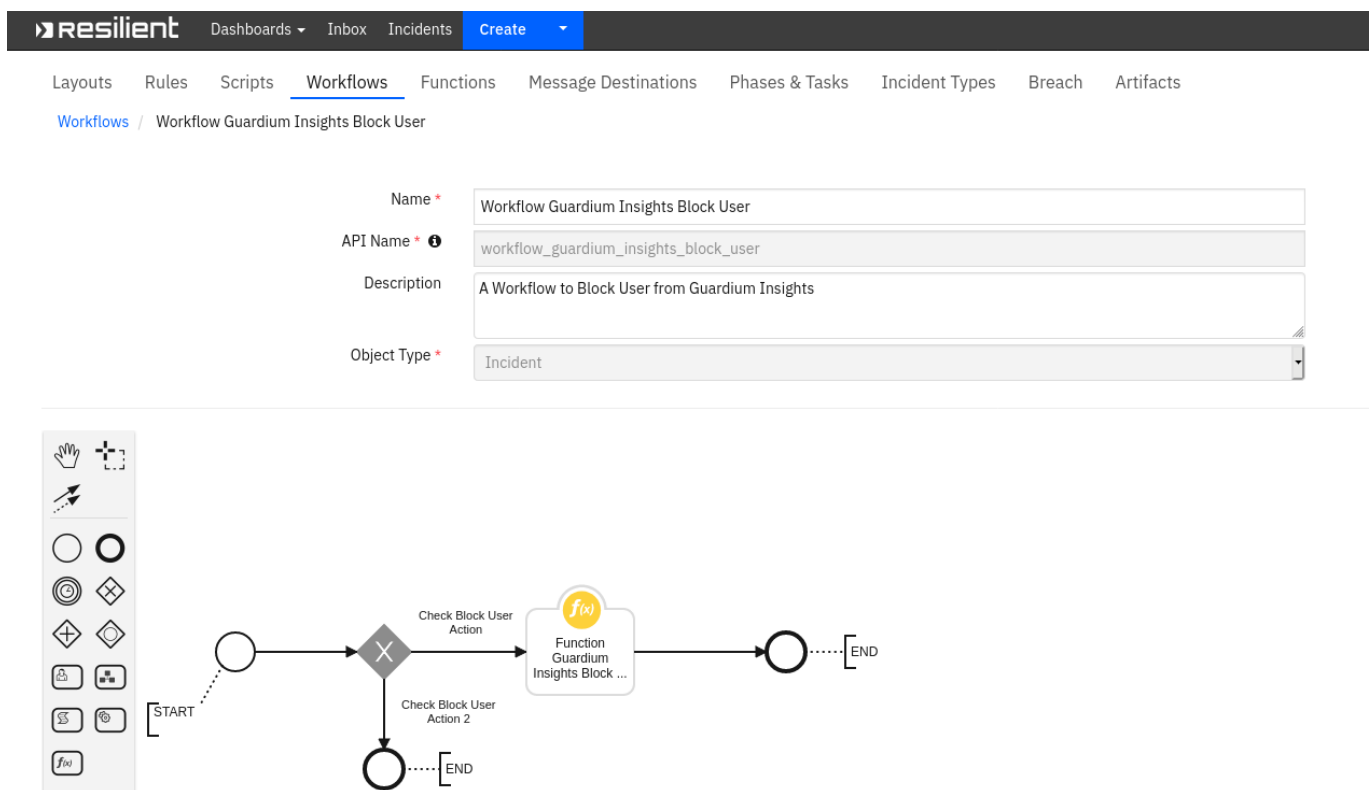 Resilient Dashboards Inbox Incidents Create
Layouts Rules Scripts Workflows Functions Message Destinations Phases & Tasks Incident Types Breach Artifacts
Workflows / Workflow Guardium Insights Block User
Name * Workflow Guardium Insights Block User
API Name * workflow_guardium_insights_block_user
Description A Workflow to Block User from Guardium Insights
Object Type * Incident
Check Block User
Action
f(x)
Function
Guardium
Insights Block ...
X
END
START
Check Block User
Action 2
f(x)
END